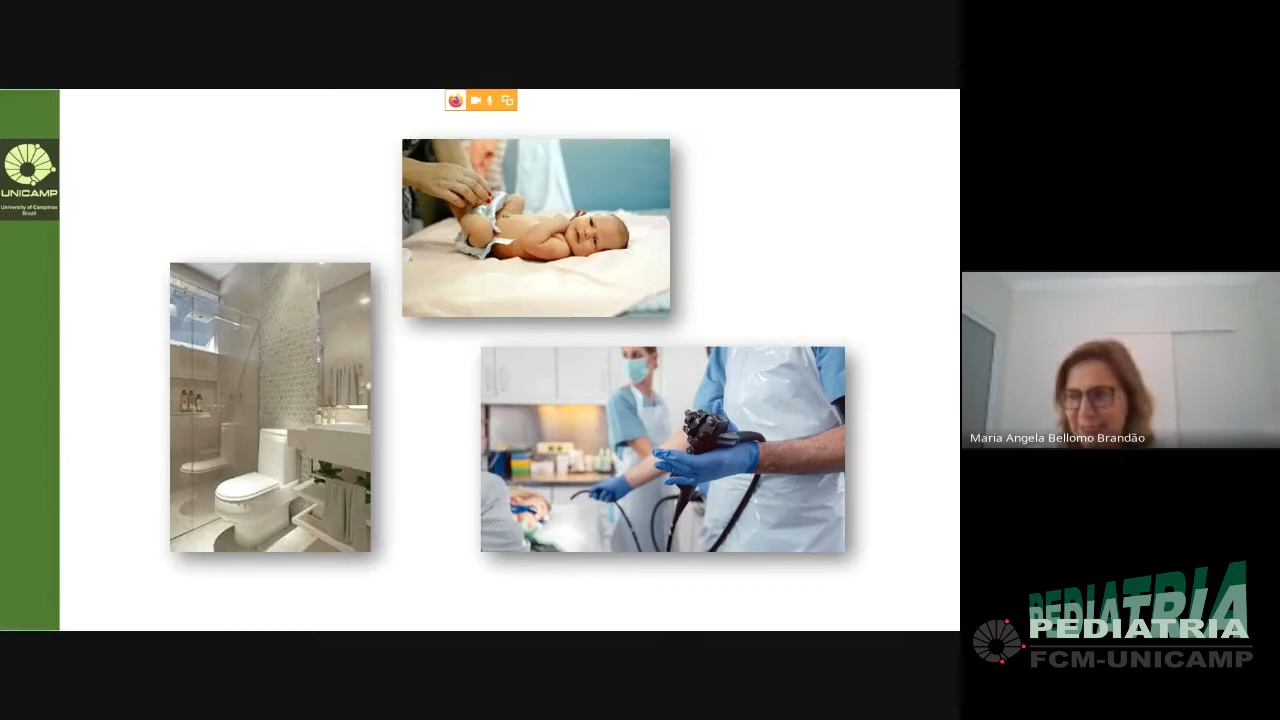 UNICAMP
University of Campinas
Brazil
Maria Angela Bellomo Brandão
PEDIATRIA
PEDIATRIA
FCM-UNICAMP